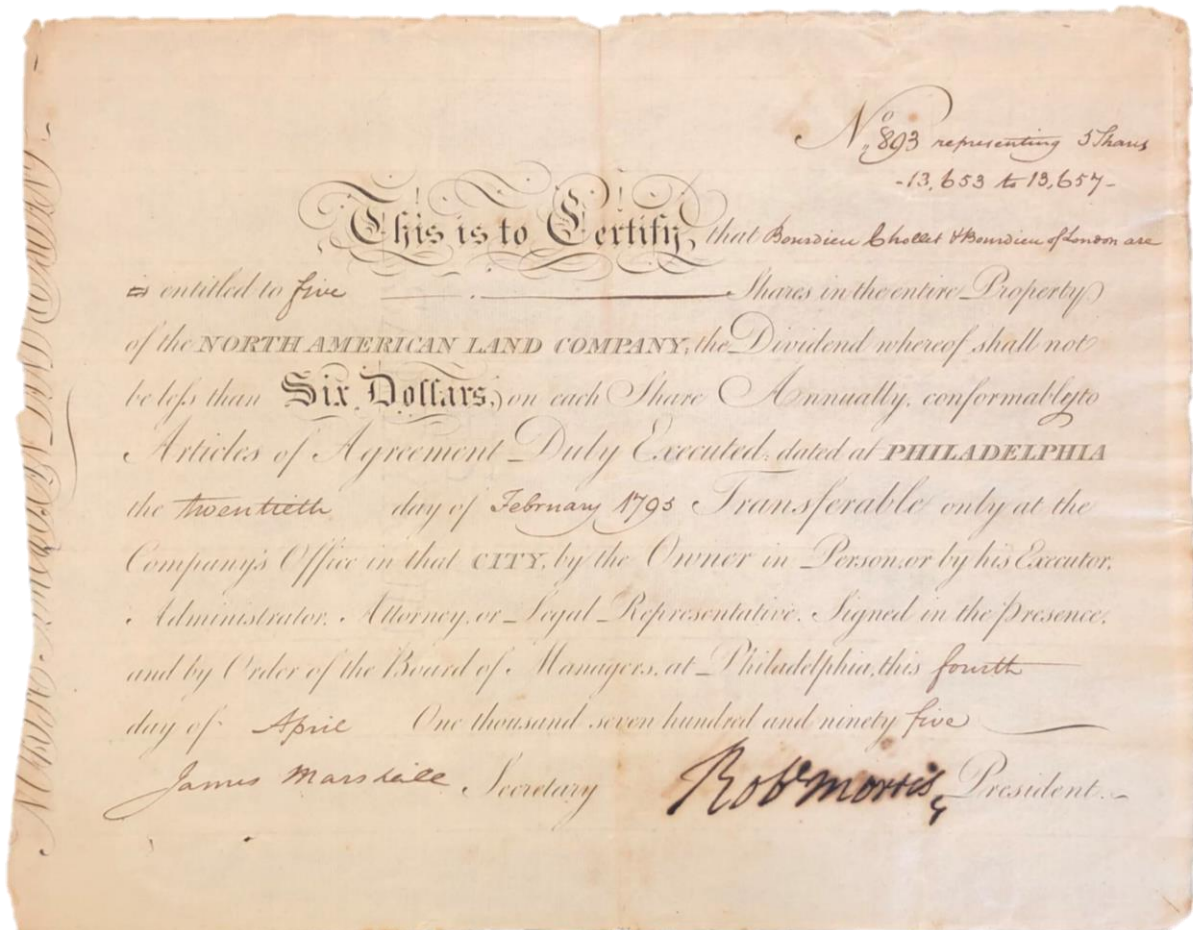 No 893 representing 5 Shares
-13,653 to 13,657-
This is to Certify, that Bourdieu Chollet & Bourdieu of London are
is entitled to five Shares in the entire Property
of the NORTH AMERICAN LAND COMPANY, the Dividend whereof shall not
be less than Six Dollars, on each Share Annually, conformably to
Articles of Agreement Duly Executed; dated at PHILADELPHIA
the twentieth day of February 1795 Transferable only at the
Company's Office in that CITY, by the Owner in Person, or by his Executor,
Administrator, Attorney, or Legal Representative. Signed in the presence,
and by Order of the Board of Managers, at Philadelphia, this fourth
day of April One thousand seven hundred and ninety five
James Marshall Secretary Robt Morris President.